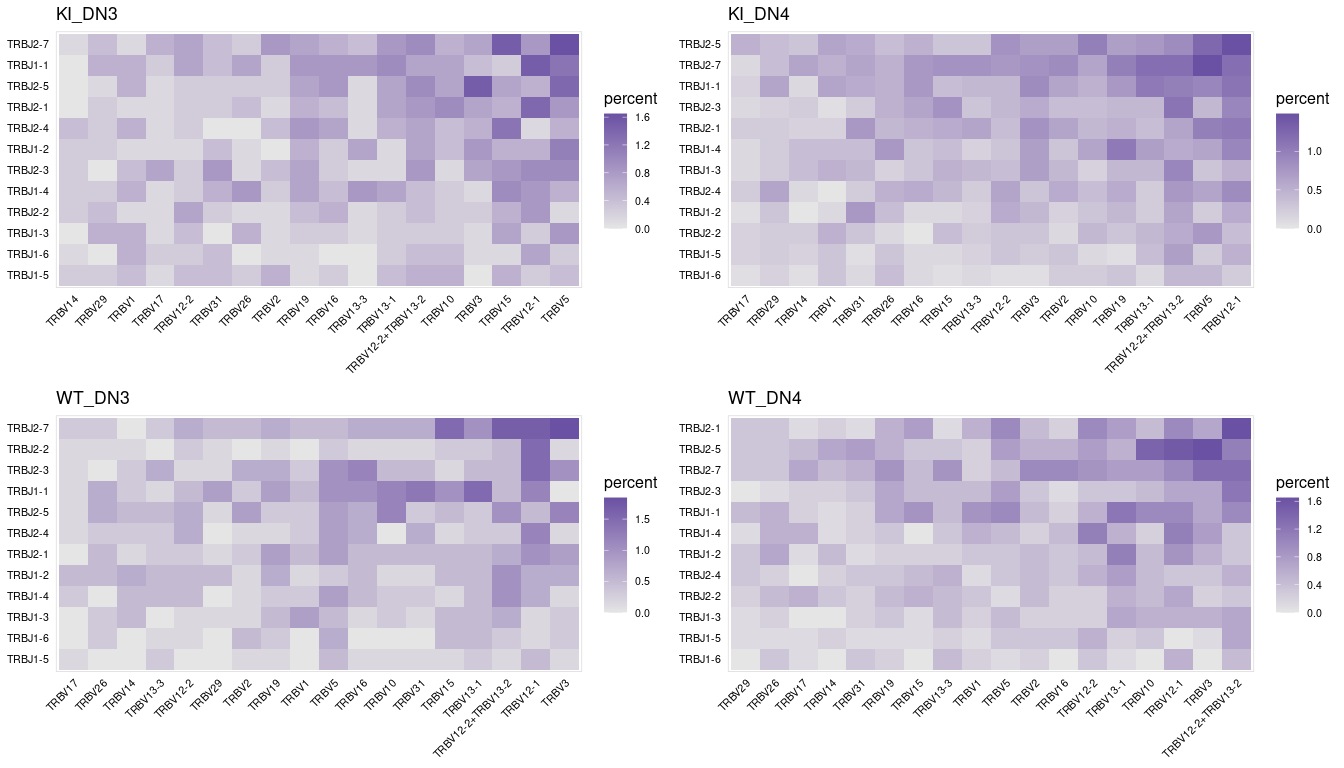 KI_DN3
TRBJ2-7
TRBJ1-1
TRBJ2-5
TRBJ2-1
TRBJ2-4
TRBJ1-2
TRBJ2-3
TRBJ1-4
TRBJ2-2
TRBJ1-3
TRBJ1-6
TRBJ1-5
TRBV14
TRBV29
TRBV1
TRBV17
TRBV12-2
TRBV31
TRBV26
TRBV2
TRBV19
TRBV16
TRBV13-3
TRBV13-1
TRBV12-2+TRBV13-2
TRBV10
TRBV3
TRBV15
TRBV12-1
TRBV5
percent
1.6
1.2
0.8
0.4
0.0
KI_DN4
TRBJ2-5
TRBJ2-7
TRBJ1-1
TRBJ2-3
TRBJ2-1
TRBJ1-4
TRBJ1-3
TRBJ2-4
TRBJ1-2
TRBJ2-2
TRBJ1-5
TRBJ1-6
TRBV17
TRBV29
TRBV14
TRBV1
TRBV31
TRBV26
TRBV16
TRBV15
TRBV13-3
TRBV12-2
TRBV3
TRBV2
TRBV10
TRBV19
TRBV13-1
TRBV12-2+TRBV13-2
TRBV5
TRBV12-1
percent
1.0
0.5
0.0
WT_DN3
TRBJ2-7
TRBJ2-2
TRBJ2-3
TRBJ1-1
TRBJ2-5
TRBJ2-4
TRBJ2-1
TRBJ1-2
TRBJ1-4
TRBJ1-3
TRBJ1-6
TRBJ1-5
TRBV17
TRBV26
TRBV14
TRBV13-3
TRBV12-2
TRBV29
TRBV2
TRBV19
TRBV1
TRBV5
TRBV16
TRBV10
TRBV31
TRBV15
TRBV13-1
TRBV12-2+TRBV13-2
TRBV12-1
TRBV3
percent
1.5
1.0
0.5
0.0
WT_DN4
TRBJ2-1
TRBJ2-5
TRBJ2-7
TRBJ2-3
TRBJ1-1
TRBJ1-4
TRBJ1-2
TRBJ2-4
TRBJ2-2
TRBJ1-3
TRBJ1-5
TRBJ1-6
TRBV29
TRBV26
TRBV17
TRBV14
TRBV31
TRBV19
TRBV15
TRBV13-3
TRBV1
TRBV5
TRBV2
TRBV16
TRBV12-2
TRBV13-1
TRBV10
TRBV12-1
TRBV3
TRBV12-2+TRBV13-2
percent
1.6
1.2
0.8
0.4
0.0